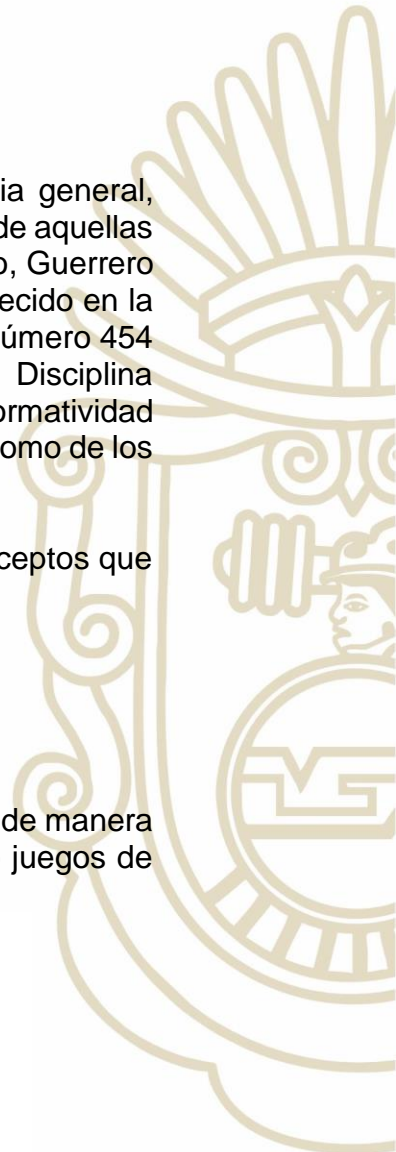 ia general,
de aquellas
o, Guerrero
ecido en la
úmero 454
Disciplina
ormatividad
omo de los
ceptos que
de manera
juegos de